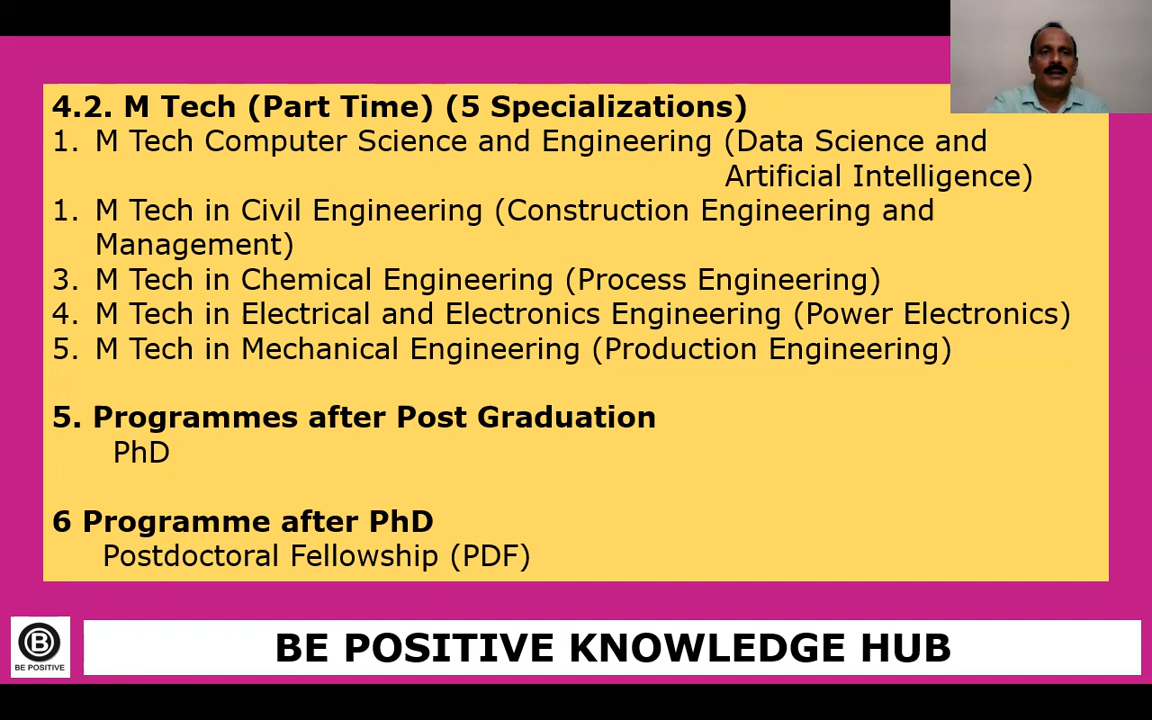 4.2. M Tech (Part Time) (5 Specializations)
1. M Tech Computer Science and Engineering (Data Science and
Artificial Intelligence)
1. M Tech in Civil Engineering (Construction Engineering and
Management)
3. M Tech in Chemical Engineering (Process Engineering)
4. M Tech in Electrical and Electronics Engineering (Power Electronics)
5. M Tech in Mechanical Engineering (Production Engineering)
5. Programmes after Post Graduation
PhD
6 Programme after PhD
Postdoctoral Fellowship (PDF)
B
BE POSITIVE
BE POSITIVE KNOWLEDGE HUB